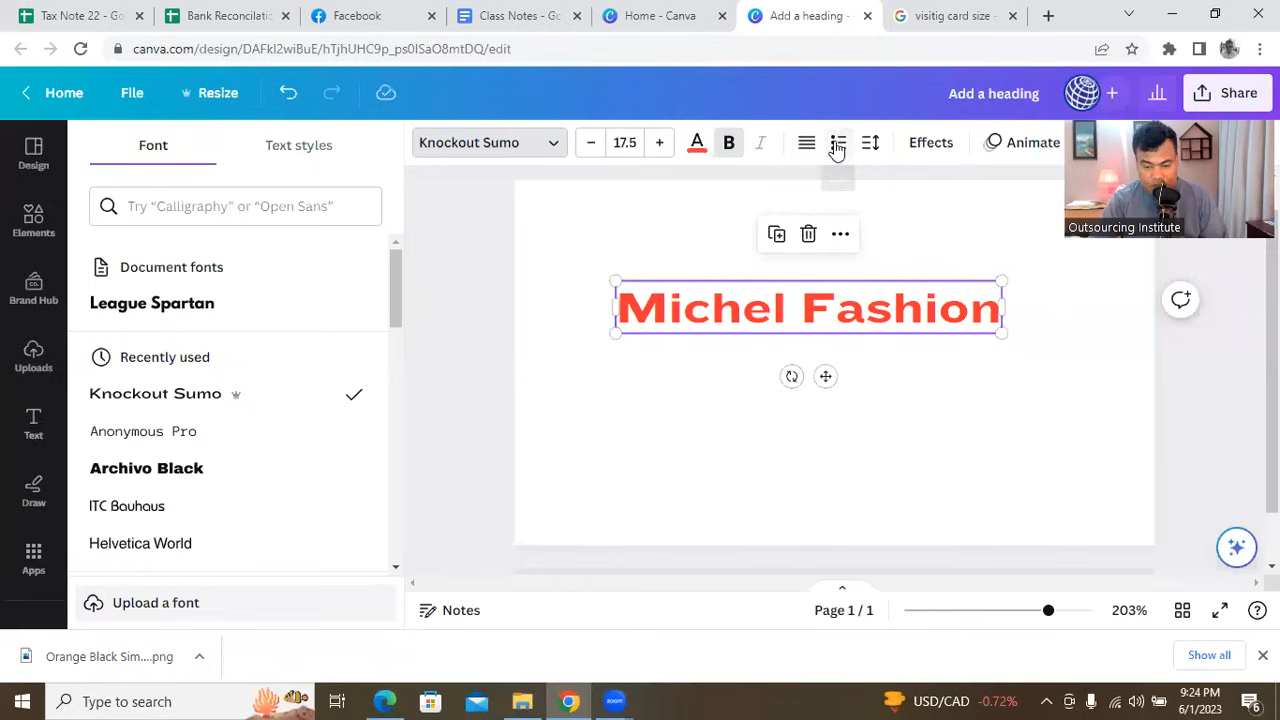 Tax Note 22 - Go
Bank Reconcilati
Facebook
Class Notes - Go
Home - Canva
Add a heading -
visitig card size -
canva.com/design/DAFkl2wiBuE/hTjhUHC9p_ps0ISaO8mtDQ/edit
Home
File
Resize
Add a heading
Share
Design
Elements
Brand Hub
Uploads
Text
Draw
Apps
Font
Text styles
Try “Calligraphy” or “Open Sans”
Document fonts
League Spartan
Recently used
Knockout Sumo
Anonymous Pro
Archivo Black
ITC Bauhaus
Helvetica World
Upload a font
Knockout Sumo
17.5
A
B
I
Effects
Animate
Outsourcing Institute
Michel Fashion
Notes
Page 1 / 1
203%
Orange Black Sim....png
Show all
Type to search
zoom
USD/CAD -0.72%
9:24 PM
6/1/2023
6